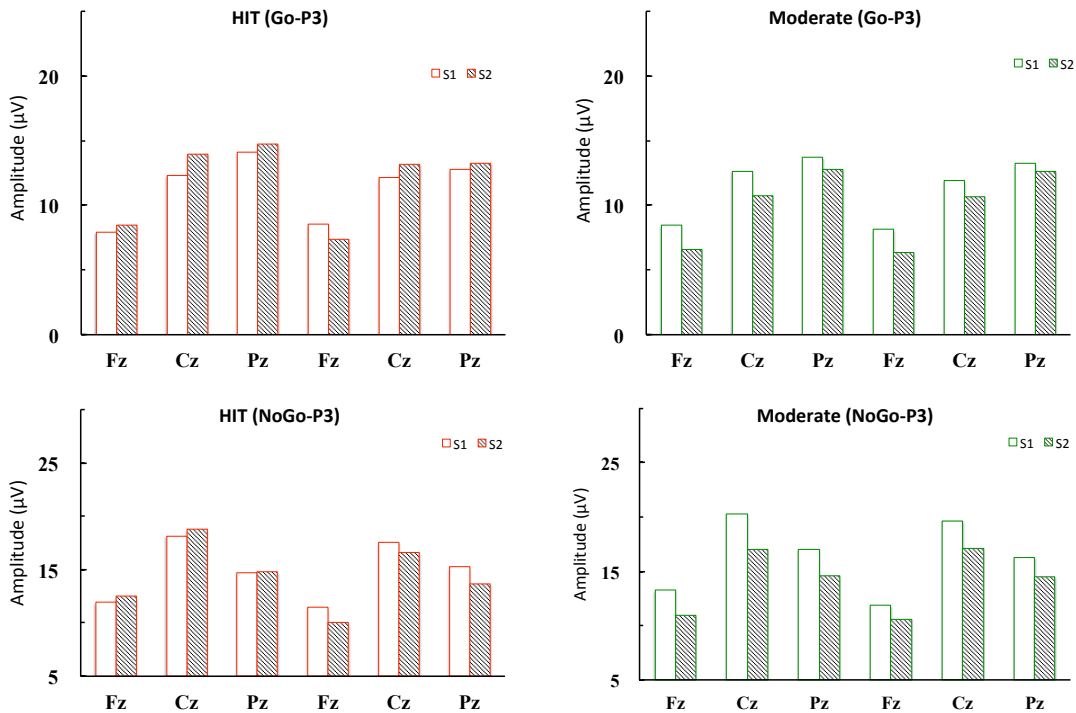 HIT (Go-P3)
S1 S2
Amplitude (µV)
20
10
0
Fz Cz Pz Fz Cz Pz
Moderate (Go-P3)
S1 S2
Amplitude (µV)
20
10
0
Fz Cz Pz Fz Cz Pz
HIT (NoGo-P3)
S1 S2
Amplitude (µV)
25
15
5
Fz Cz Pz Fz Cz Pz
Moderate (NoGo-P3)
S1 S2
Amplitude (µV)
25
15
5
Fz Cz Pz Fz Cz Pz